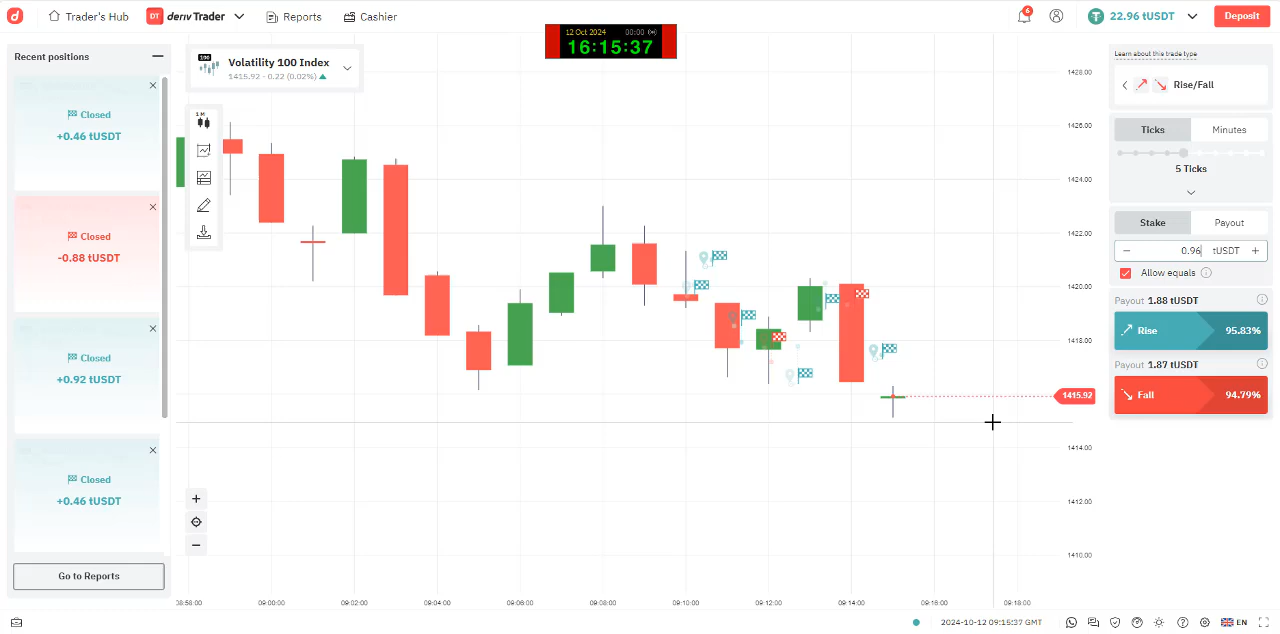 Trader's Hub
DT
deriv Trader
Reports
Cashier
12 Oct 2024 00:00
16:15:37
6
22.96 tUSDT
Deposit
Recent positions
Closed
+0.46 tUSDT
Closed
-0.88 tUSDT
Closed
+0.92 tUSDT
Closed
+0.46 tUSDT
Go to Reports
100
Volatility 100 Index
1415.92 - 0.22 (0.02%)
1 M
1428.00
1426.00
1424.00
1422.00
1420.00
1418.00
1415.92
1414.00
1412.00
1410.00
08:58:00
09:00:00
09:02:00
09:04:00
09:06:00
09:08:00
09:10:00
09:12:00
09:14:00
09:16:00
09:18:00
Learn about this trade type
Rise/Fall
Ticks
Minutes
5 Ticks
Stake
Payout
0.96 tUSDT
Allow equals
Payout 1.88 tUSDT
Rise 95.83%
Payout 1.87 tUSDT
Fall 94.79%
2024-10-12 09:15:37 GMT
EN